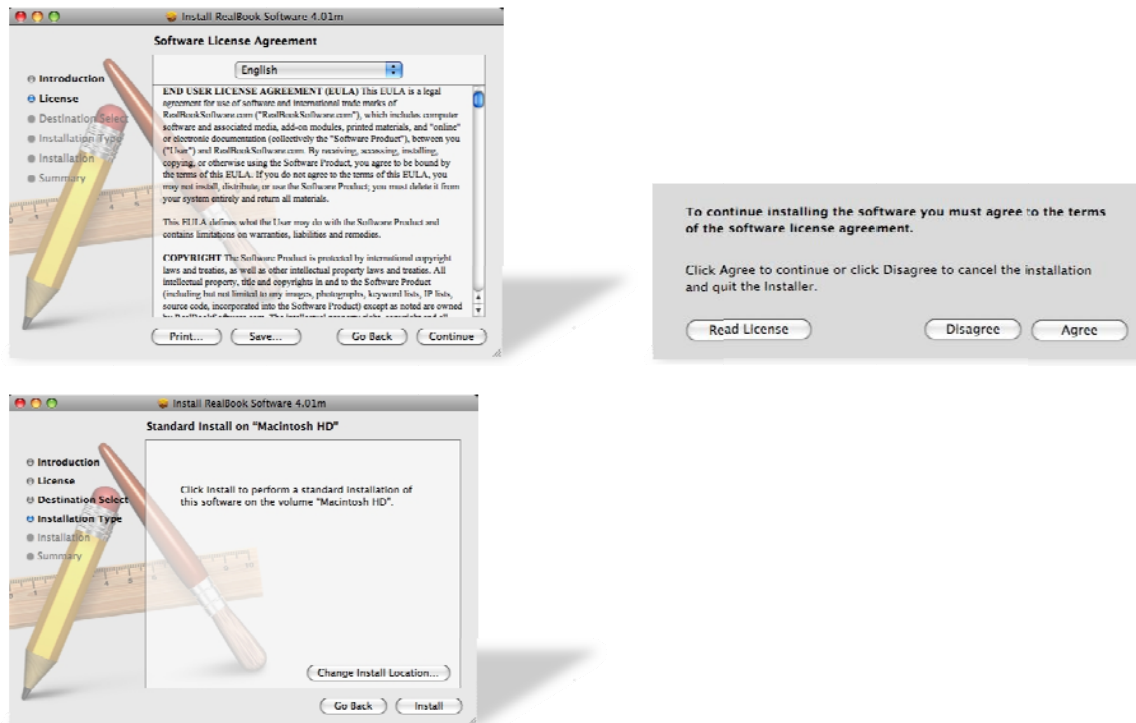 Install RealBook Software 4.01m
Software License Agreement
Introduction
License
Destination Select
Installation Type
Installation
Summary
English
END USER LICENSE AGREEMENT (EULA) This EULA is a legal
agreement for use of software and international trade marks of
RealBookSoftware.com ("RealBookSoftware.com"), which includes computer
software and associated media, add-on modules, printed materials, and "online"
or electronic documentation (collectively the "Software Product"), between you
("User") and RealBookSoftware.com. By receiving, accessing, installing,
copying, or otherwise using the Software Product, you agree to be bound by
the terms of this EULA. If you do not agree to the terms of this EULA, you
may not install, distribute, or use the Software Product; you must delete it from
your system entirely and return all materials.
This EULA defines what the User may do with the Software Product and
contains limitations on warranties, liabilities and remedies.
COPYRIGHT The Software Product is protected by international copyright
laws and treaties, as well as other intellectual property laws and treaties. All
intellectual property, title and copyrights in and to the Software Product
(including but not limited to any images, photographs, keyword lists, IP lists,
source code, incorporated into the Software Product) except as noted are owned
Print... Save... Go Back Continue
To continue installing the software you must agree to the terms
of the software license agreement.
Click Agree to continue or click Disagree to cancel the installation
and quit the Installer.
Read License Disagree Agree
Install RealBook Software 4.01m
Standard Install on "Macintosh HD"
Introduction
License
Destination Select
Installation Type
Installation
Summary
Click Install to perform a standard installation of
this software on the volume "Macintosh HD".
Change Install Location...
Go Back Install